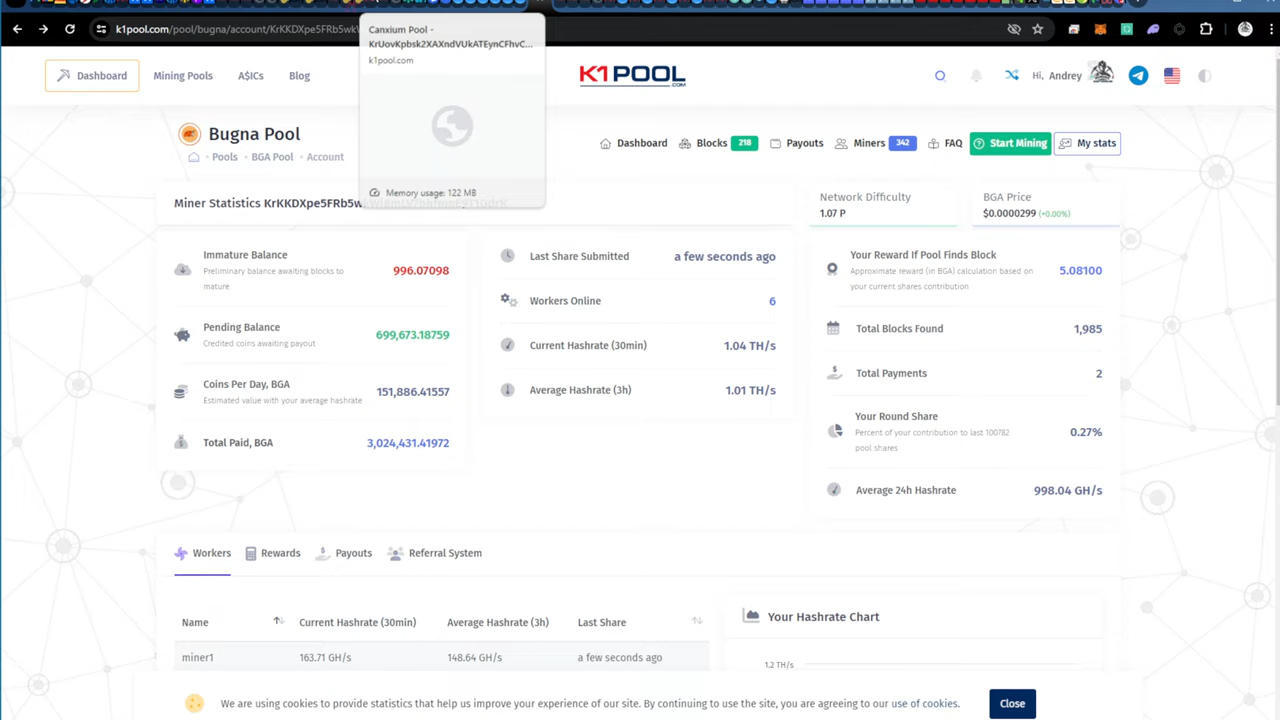 Canxium Pool -
KrUovKpbsk2XAXndVUkATEynCFhvC...
k1pool.com
Memory usage: 122 MB
k1pool.com/pool/bugna/account/KrKKDXpe5FRb5wk
Dashboard
Mining Pools
A$ICs
Blog
K1POOL
.COM
Hi, Andrey
Bugna Pool
Pools • BGA Pool • Account
Dashboard
Blocks 218
Payouts
Miners 342
FAQ
Start Mining
My stats
Miner Statistics KrKKDXpe5FRb5w
Network Difficulty
1.07 P
BGA Price
$0.0000299 (+0.00%)
Immature Balance
Preliminary balance awaiting blocks to
mature
996.07098
Pending Balance
Credited coins awaiting payout
699,673.18759
Coins Per Day, BGA
Estimated value with your average hashrate
151,886.41557
Total Paid, BGA
3,024,431.41972
Last Share Submitted
a few seconds ago
Workers Online
6
Current Hashrate (30min)
1.04 TH/s
Average Hashrate (3h)
1.01 TH/s
Your Reward If Pool Finds Block
Approximate reward (in BGA) calculation based on
your current shares contribution
5.08100
Total Blocks Found
1,985
Total Payments
2
Your Round Share
Percent of your contribution to last 100782
pool shares
0.27%
Average 24h Hashrate
998.04 GH/s
Workers
Rewards
Payouts
Referral System
Name
Current Hashrate (30min)
Average Hashrate (3h)
Last Share
miner1
163.71 GH/s
148.64 GH/s
a few seconds ago
Your Hashrate Chart
1.2 TH/s
We are using cookies to provide statistics that help us improve your experience of our site. By continuing to use the site, you are agreeing to our use of cookies.
Close